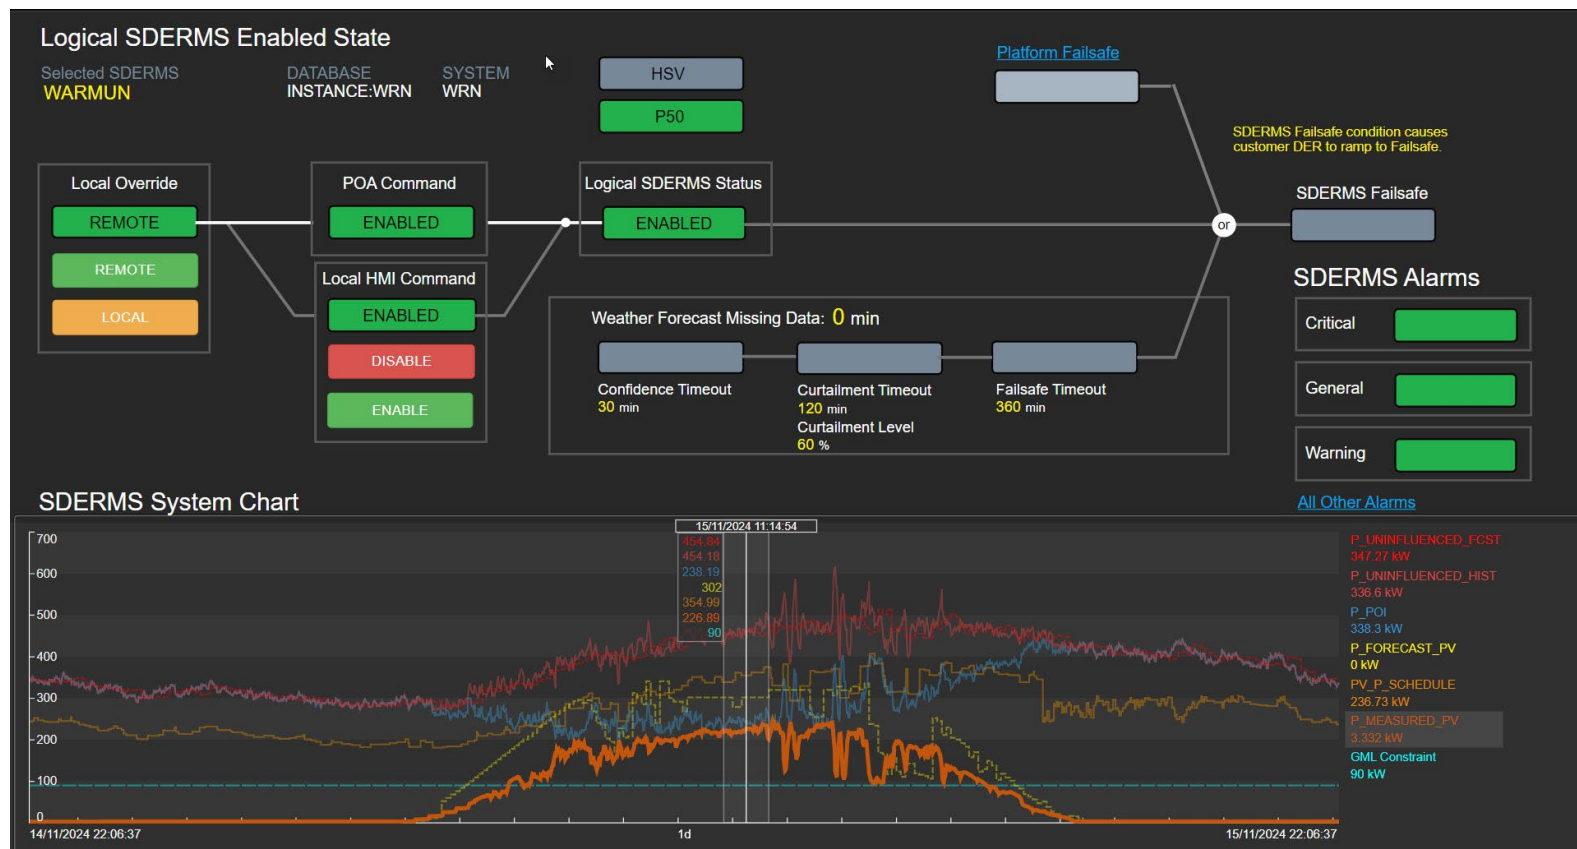 Logical SDERMS Enabled State
Selected SDERMS
WARMUN
DATABASE
INSTANCE:WRN
SYSTEM
WRN
HSV
P50
Platform Failsafe
SDERMS Failsafe condition causes
customer DER to ramp to Failsafe.
Local Override
REMOTE
REMOTE
LOCAL
POA Command
ENABLED
Local HMI Command
ENABLED
DISABLE
ENABLE
Logical SDERMS Status
ENABLED
or
SDERMS Failsafe
Weather Forecast Missing Data: 0 min
Confidence Timeout
30 min
Curtailment Timeout
120 min
Curtailment Level
60 %
Failsafe Timeout
360 min
SDERMS Alarms
Critical
General
Warning
All Other Alarms
SDERMS System Chart
15/11/2024 11:14:54
700
600
500
400
300
200
100
0
454.84
454.18
238.19
302
354.99
226.89
90
14/11/2024 22:06:37
1d
15/11/2024 22:06:37
P_UNINFLUENCED_FCST
347.27 kW
P_UNINFLUENCED_HIST
336.6 kW
P_POI
338.3 kW
P_FORECAST_PV
0 kW
PV_P_SCHEDULE
236.73 kW
P_MEASURED_PV
3.332 kW
GML Constraint
90 kW